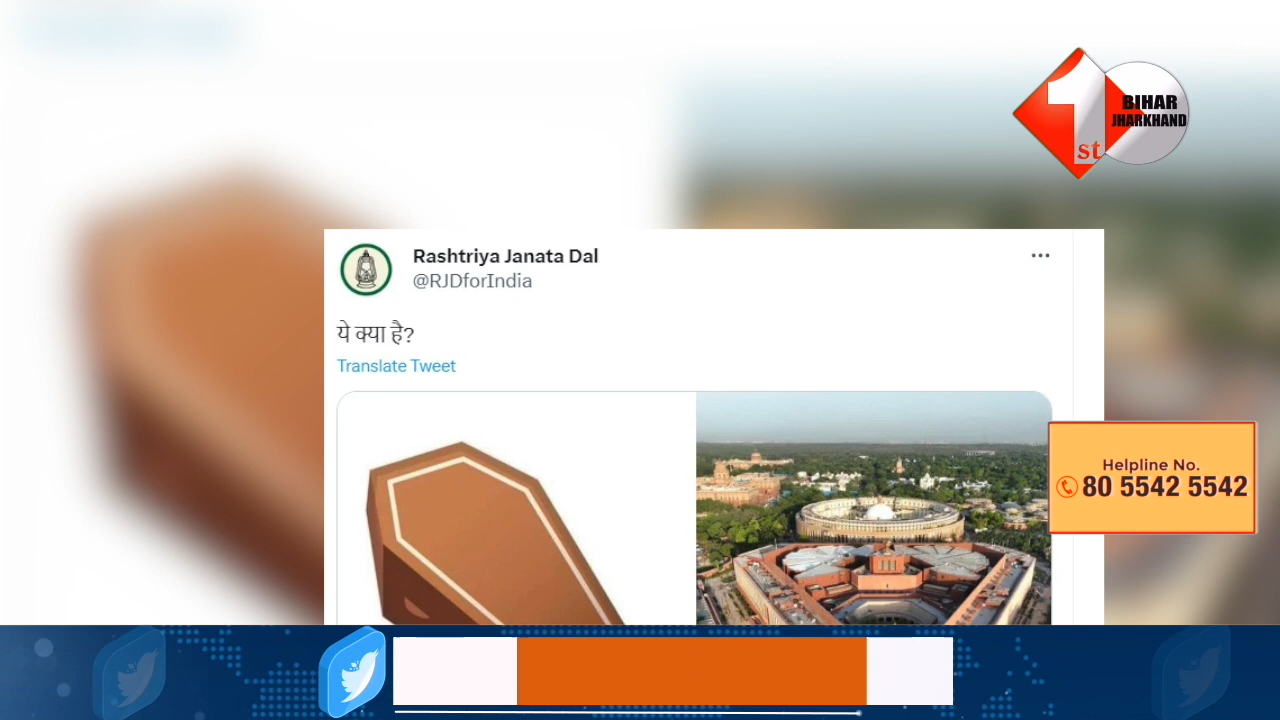 1st
BIHAR
JHARKHAND
Rashtriya Janata Dal
@RJDforIndia
ये क्या है?
Translate Tweet
Helpline No.
80 5542 5542